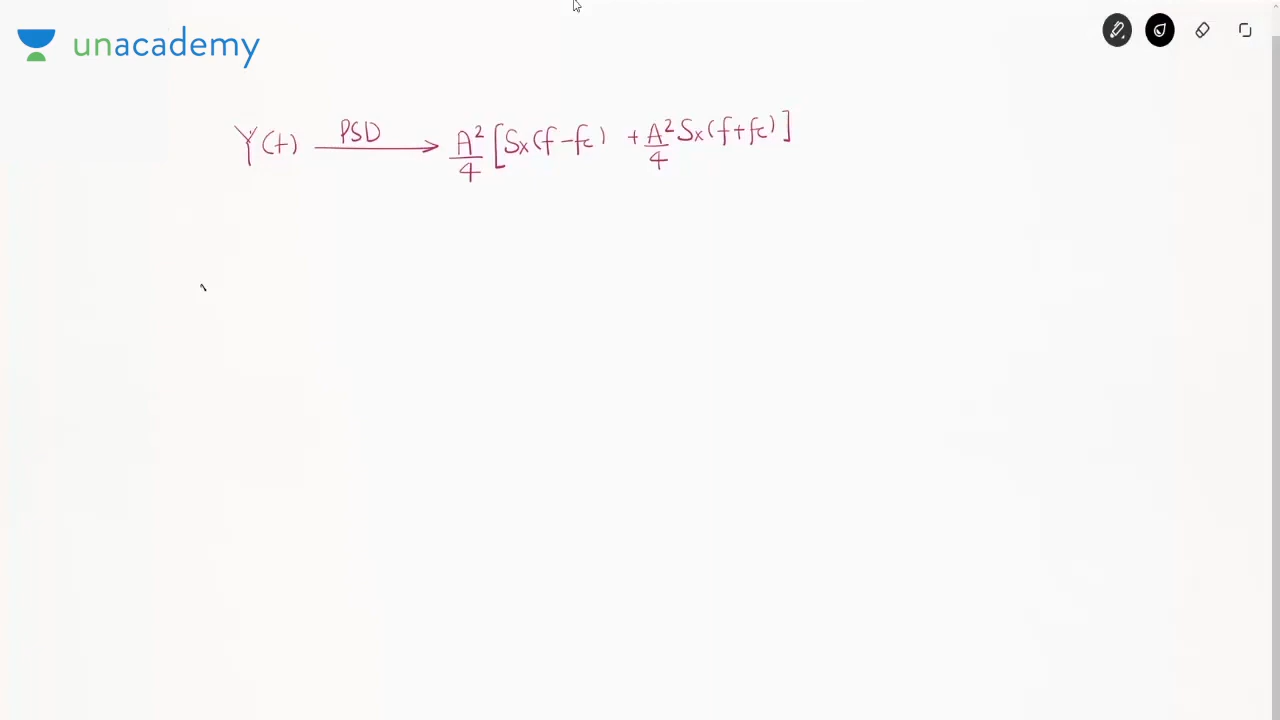 unacademy
Y(t) PSD → A²/4 [Sx(f-fc) + A²/4 Sx(f+fc)]